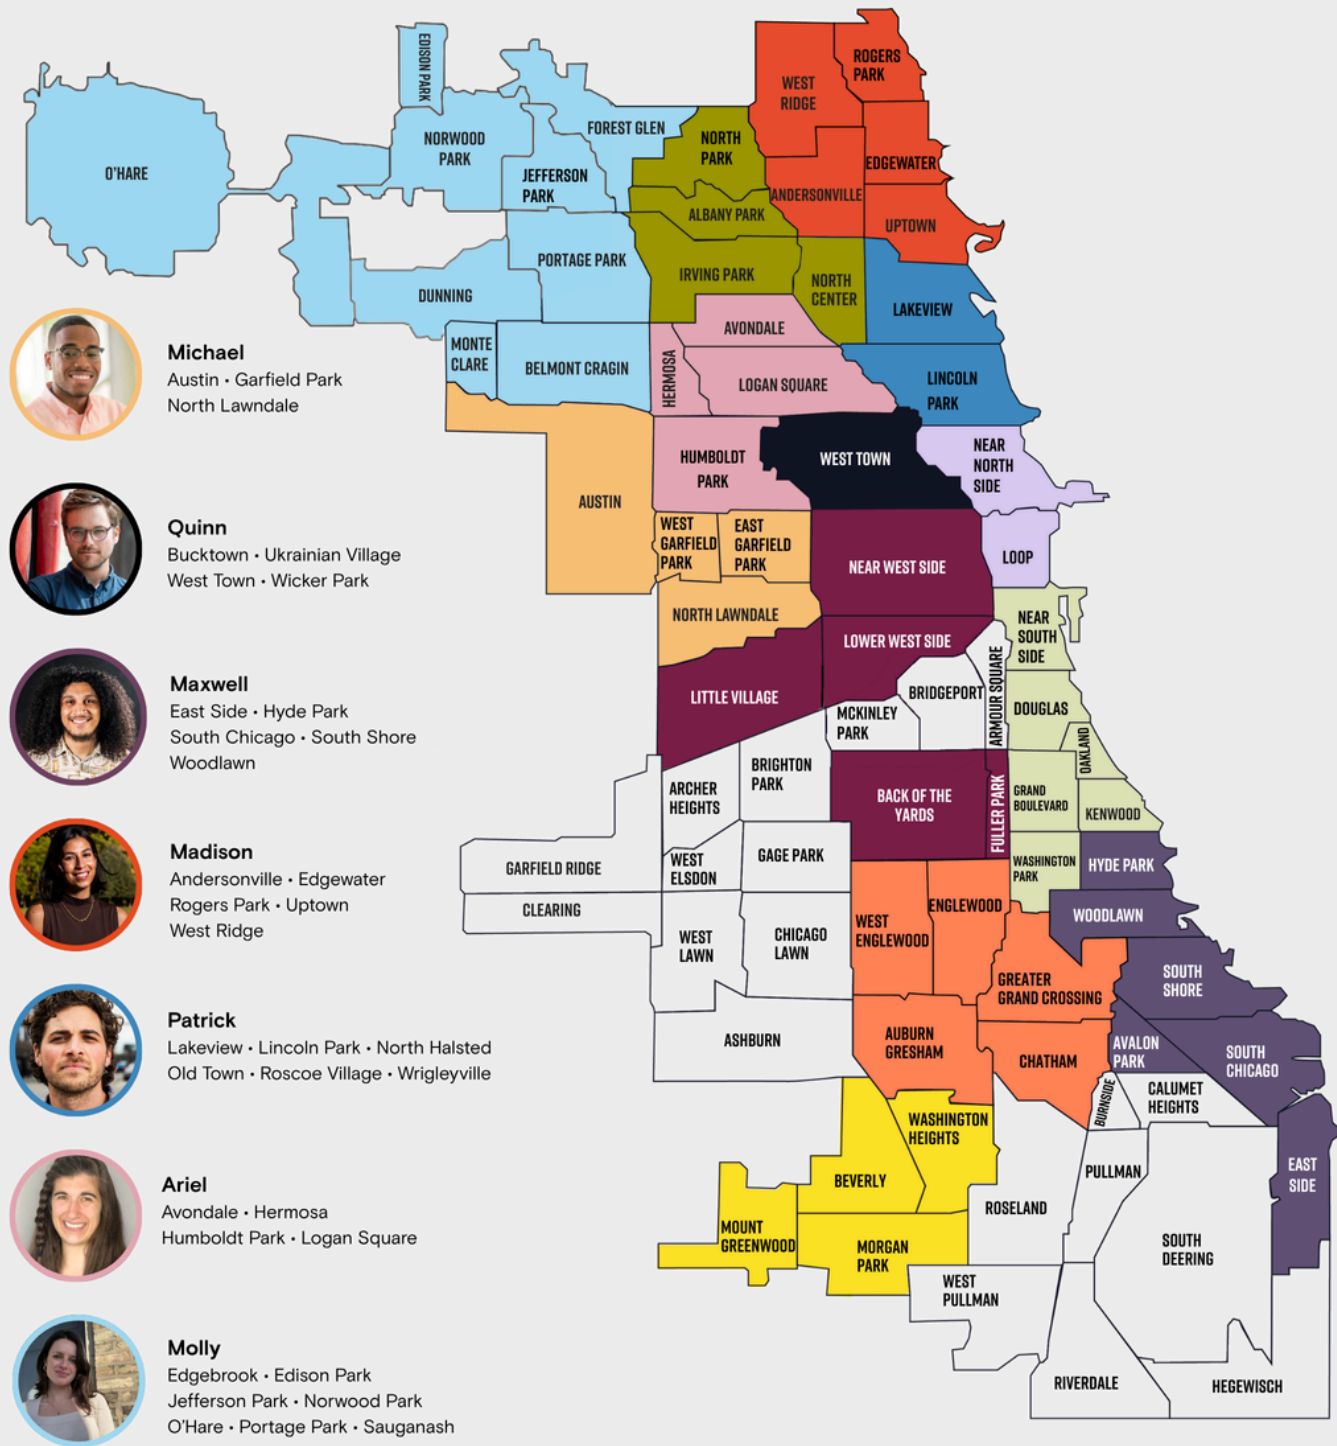 EDISON PARK
ROGERS
PARK
WEST
RIDGE
FOREST GLEN
NORTH
PARK
NORWOOD
PARK
EDGEWATER
O'HARE
JEFFERSON
PARK
ANDERSONVILLE
ALBANY PARK
UPTOWN
PORTAGE PARK
IRVING PARK
NORTH
CENTER
DUNNING
LAKEVIEW
AVONDALE
MONTE
CLARE
BELMONT CRAGIN
HERMOSA
LOGAN SQUARE
LINCOLN
PARK
Michael
Austin • Garfield Park
North Lawndale
HUMBOLDT
PARK
WEST TOWN
NEAR
NORTH
SIDE
AUSTIN
WEST
GARFIELD
PARK
EAST
GARFIELD
PARK
NEAR WEST SIDE
LOOP
Quinn
Bucktown • Ukrainian Village
West Town • Wicker Park
NORTH LAWNDALE
LOWER WEST SIDE
NEAR
SOUTH
SIDE
LITTLE VILLAGE
BRIDGEPORT
ARMOUR SQUARE
MCKINLEY
PARK
DOUGLAS
OAKLAND
Maxwell
East Side • Hyde Park
South Chicago • South Shore
Woodlawn
BRIGHTON
PARK
ARCHER
HEIGHTS
BACK OF THE
YARDS
FULLER PARK
GRAND
BOULEVARD
KENWOOD
GARFIELD RIDGE
WEST
ELSDON
GAGE PARK
WASHINGTON
PARK
HYDE PARK
Madison
Andersonville • Edgewater
Rogers Park • Uptown
West Ridge
CLEARING
WEST
LAWN
CHICAGO
LAWN
WEST
ENGLEWOOD
ENGLEWOOD
WOODLAWN
GREATER
GRAND CROSSING
SOUTH
SHORE
Patrick
Lakeview • Lincoln Park • North Halsted
Old Town • Roscoe Village • Wrigleyville
ASHBURN
AUBURN
GRESHAM
CHATHAM
AVALON
PARK
SOUTH
CHICAGO
BURNSIDE
CALUMET
HEIGHTS
WASHINGTON
HEIGHTS
BEVERLY
PULLMAN
EAST
SIDE
Ariel
Avondale • Hermosa
Humboldt Park • Logan Square
MOUNT
GREENWOOD
MORGAN
PARK
ROSELAND
SOUTH
DEERING
WEST
PULLMAN
RIVERDALE
HEGEWISCH
Molly
Edgebrook • Edison Park
Jefferson Park • Norwood Park
O'Hare • Portage Park • Sauganash